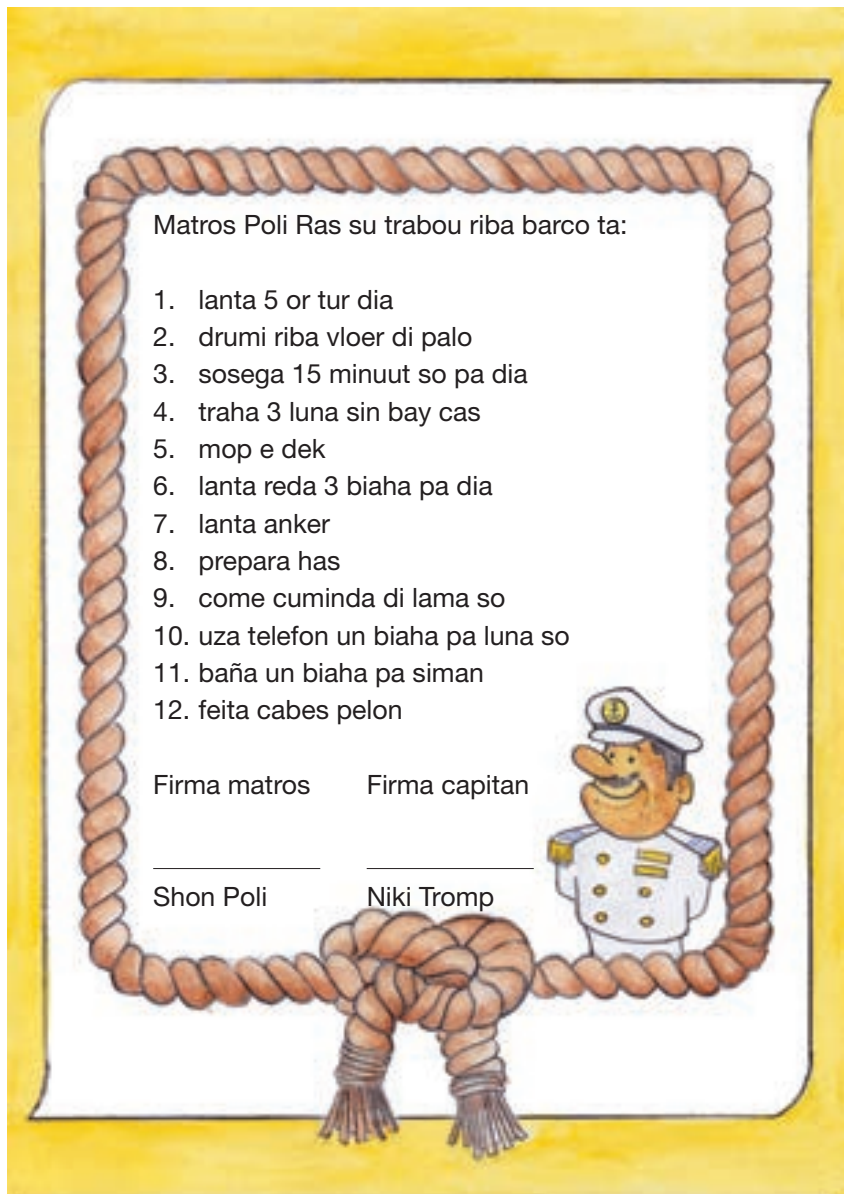 Matros Poli Ras su trabou riba barco ta:
1. lanta 5 or tur dia
2. drumi riba vloer di palo
3. sosega 15 minuut so pa dia
4. traha 3 luna sin bay cas
5. mop e dek
6. lanta reda 3 biaha pa dia
7. lanta anker
8. prepara has
9. come cuminda di lama so
10. uza telefon un biaha pa luna so
11. baña un biaha pa siman
12. feita cabes pelon
Firma matros Firma capitan
Shon Poli Niki Tromp